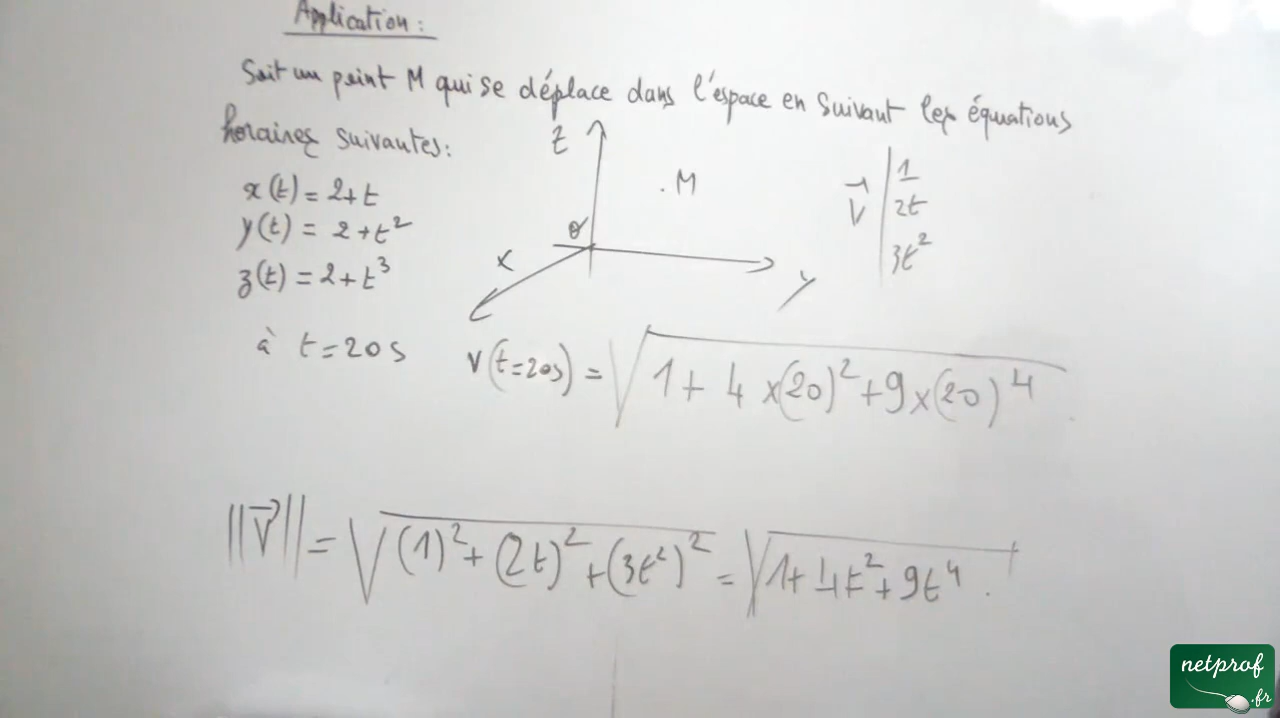 Application :
Soit un point M qui se déplace dans l'espace en suivant les équations
horaires suivantes :
x(t) = 2+t
y(t) = 2+t²
z(t) = 2+t³
Z
.M
O
X
y
V⃗ | 1
2t
3t²
à t=20s
v(t=20s) = √(1+ 4 x(20)²+9x(20)⁴)
||V⃗|| = √((1)²+ (2t)²+(3t²)²) = √(1+4t²+9t⁴) .
netprof
.fr